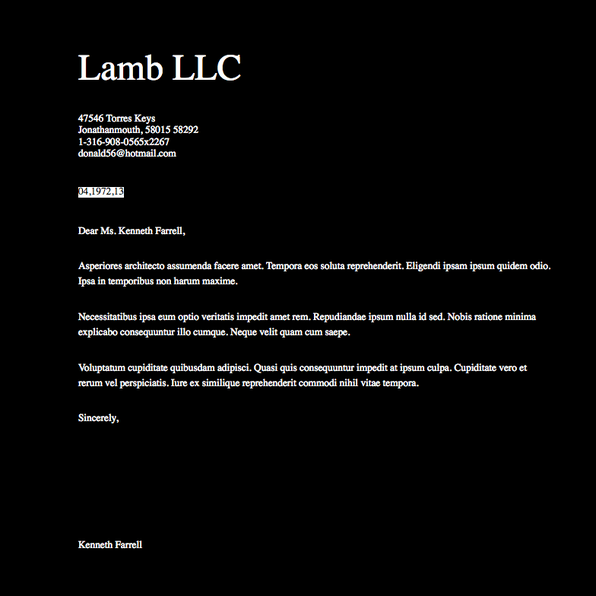 Lamb LLC
47546 Torres Keys
Jonathanmouth, 58015 58292
1-316-908-0565x2267
donald56@hotmail.com
04,1972,13
Dear Ms. Kenneth Farrell,
Asperiores architecto assumenda facere amet. Tempora eos soluta reprehenderit. Eligendi ipsam ipsum quidem odio.
Ipsa in temporibus non harum maxime.
Necessitatibus ipsa eum optio veritatis impedit amet rem. Repudiandae ipsum nulla id sed. Nobis ratione minima
explicabo consequuntur illo cumque. Neque velit quam cum saepe.
Voluptatum cupiditate quibusdam adipisci. Quasi quis consequuntur impedit at ipsum culpa. Cupiditate vero et
rerum vel perspiciatis. Iure ex similique reprehenderit commodi nihil vitae tempora.
Sincerely,
Kenneth Farrell